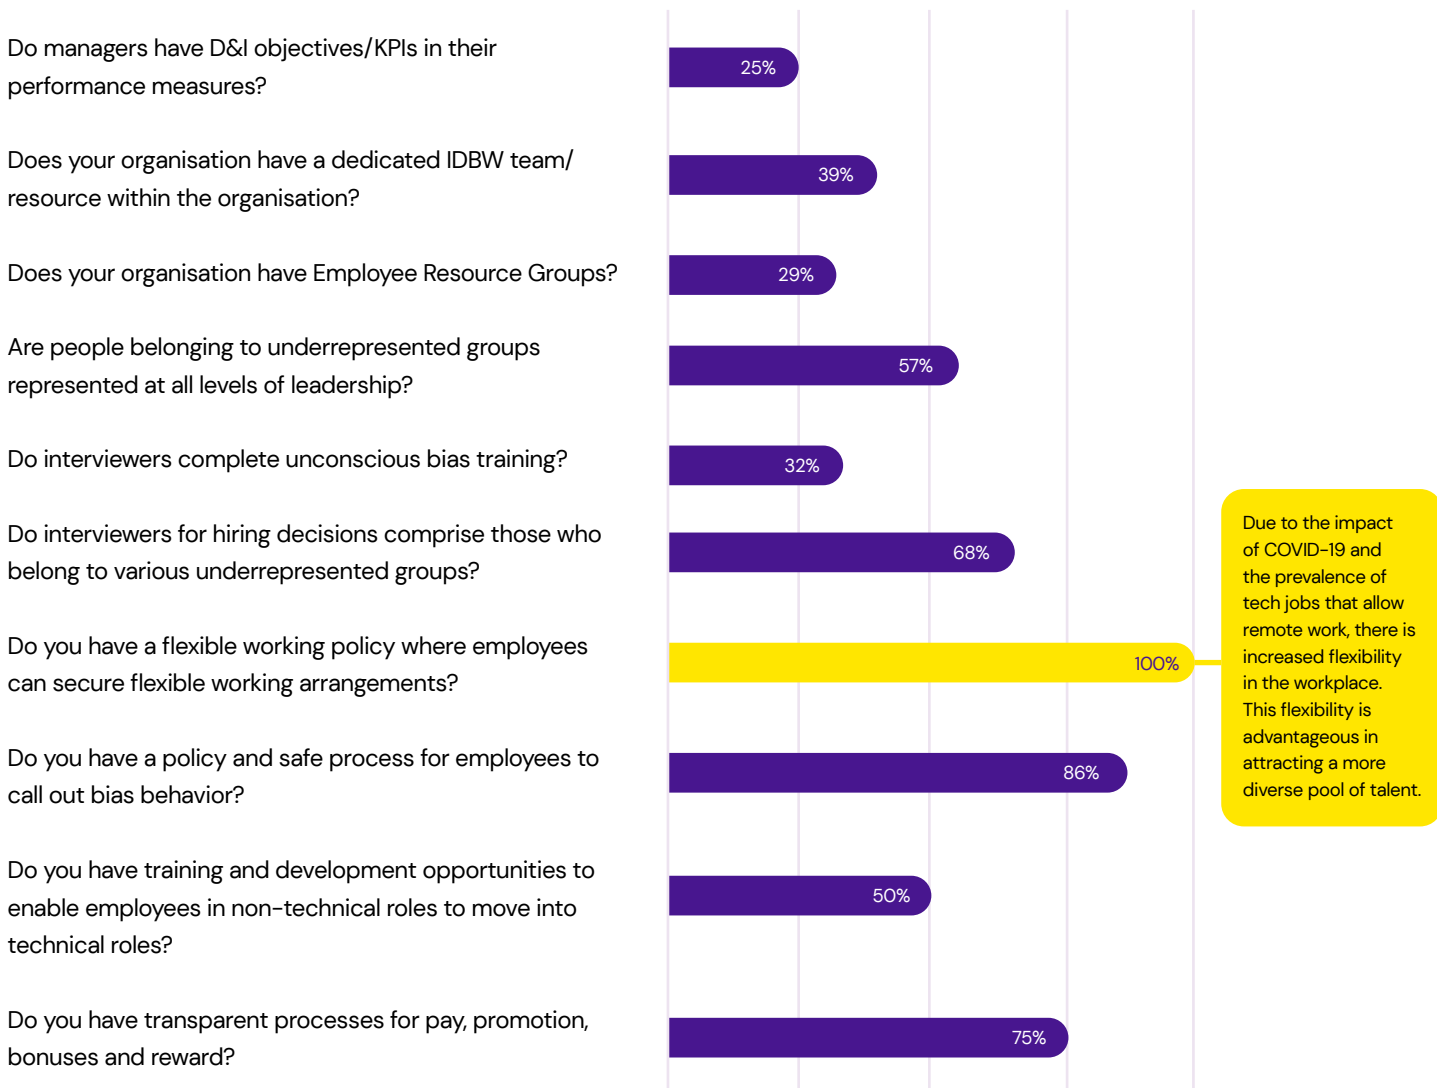 Do managers have D&I objectives/KPIs in their
performance measures?
25%
Does your organisation have a dedicated IDBW team/
resource within the organisation?
39%
Does your organisation have Employee Resource Groups?
29%
Are people belonging to underrepresented groups
represented at all levels of leadership?
57%
Do interviewers complete unconscious bias training?
32%
Do interviewers for hiring decisions comprise those who
belong to various underrepresented groups?
68%
Do you have a flexible working policy where employees
can secure flexible working arrangements?
100%
Due to the impact
of COVID-19 and
the prevalence of
tech jobs that allow
remote work, there is
increased flexibility
in the workplace.
This flexibility is
advantageous in
attracting a more
diverse pool of talent.
Do you have a policy and safe process for employees to
call out bias behavior?
86%
Do you have training and development opportunities to
enable employees in non-technical roles to move into
technical roles?
50%
Do you have transparent processes for pay, promotion,
bonuses and reward?
75%